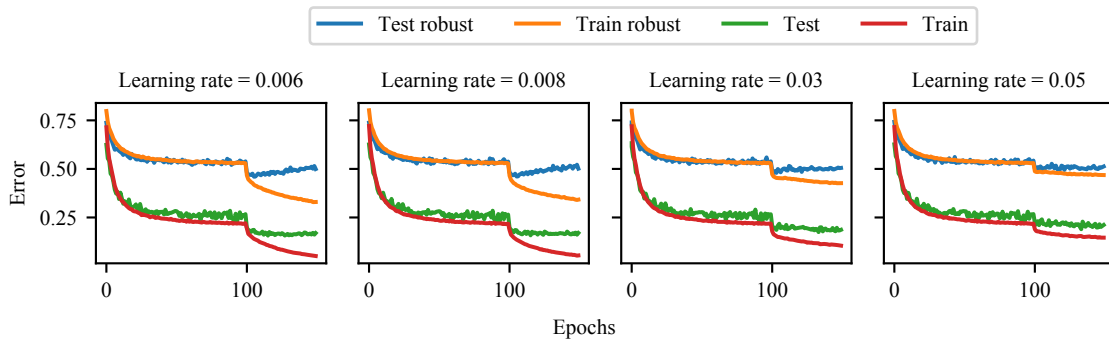 Test robust Train robust Test Train
Learning rate = 0.006 Learning rate = 0.008 Learning rate = 0.03 Learning rate = 0.05
0.75
0.50
0.25
Error
0 100 0 100 0 100 0 100
Epochs